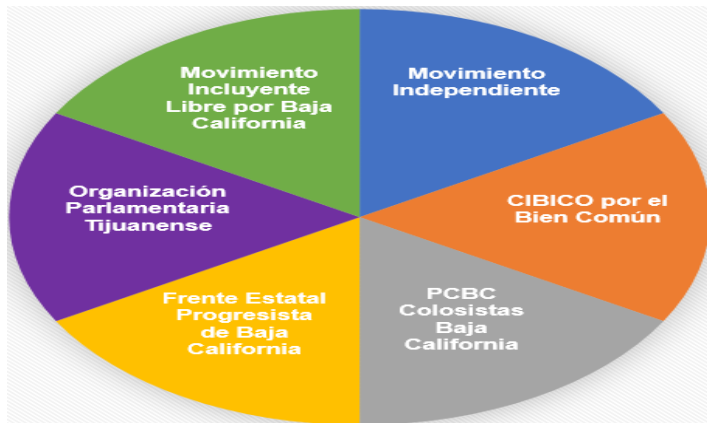 Movimiento
Incluyente
Libre por Baja
California
Movimiento
Independiente
Organización
Parlamentaria
Tijuanense
CIBICO por el
Bien Común
Frente Estatal
Progresista
de Baja
California
PCBC
Colosistas
Baja
California